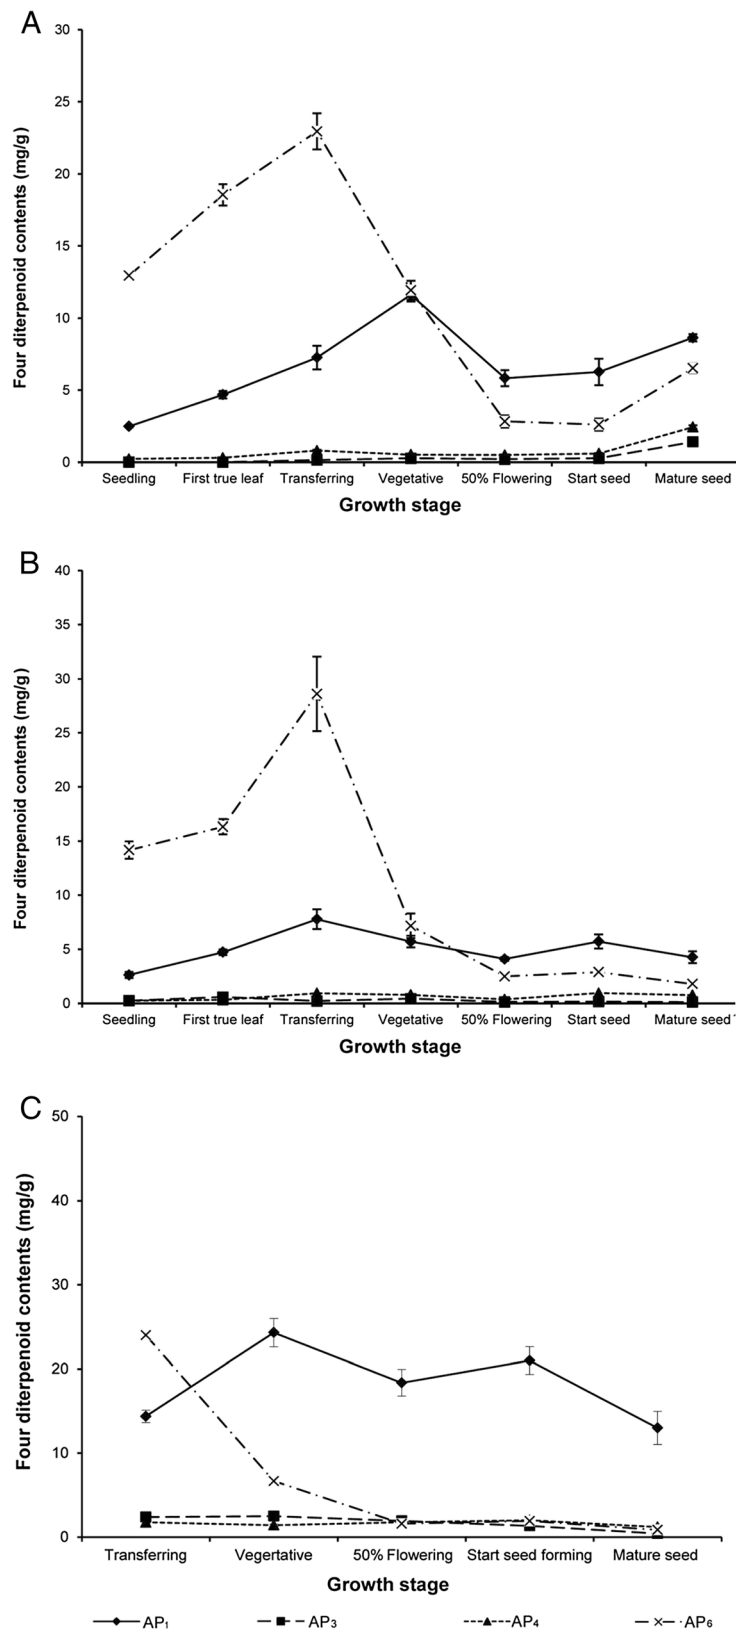 A
Four diterpenoid contents (mg/g)
30
25
20
15
10
5
0
Seedling First true leaf Transferring Vegetative 50% Flowering Start seed Mature seed
Growth stage
B
Four diterpenoid contents (mg/g)
40
35
30
25
20
15
10
5
0
Seedling First true leaf Transferring Vegetative 50% Flowering Start seed Mature seed
Growth stage
C
Four diterpenoid contents (mg/g)
50
40
30
20
10
0
Transferring Vegertative 50% Flowering Start seed forming Mature seed
Growth stage
AP₁ AP₃ AP₄ AP₆